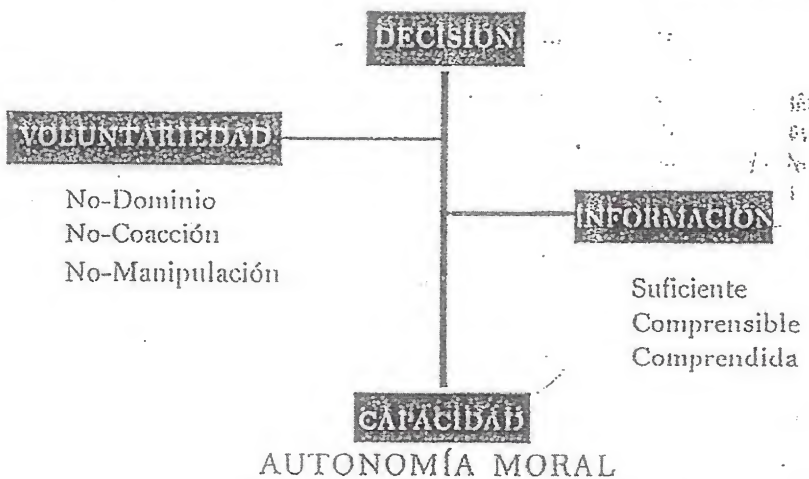 DECISIÓN
VOLUNTARIEDAD
No-Dominio
No-Coacción
No-Manipulación
INFORMACIÓN
Suficiente
Comprensible
Comprendida
CAPACIDAD
AUTONOMÍA MORAL